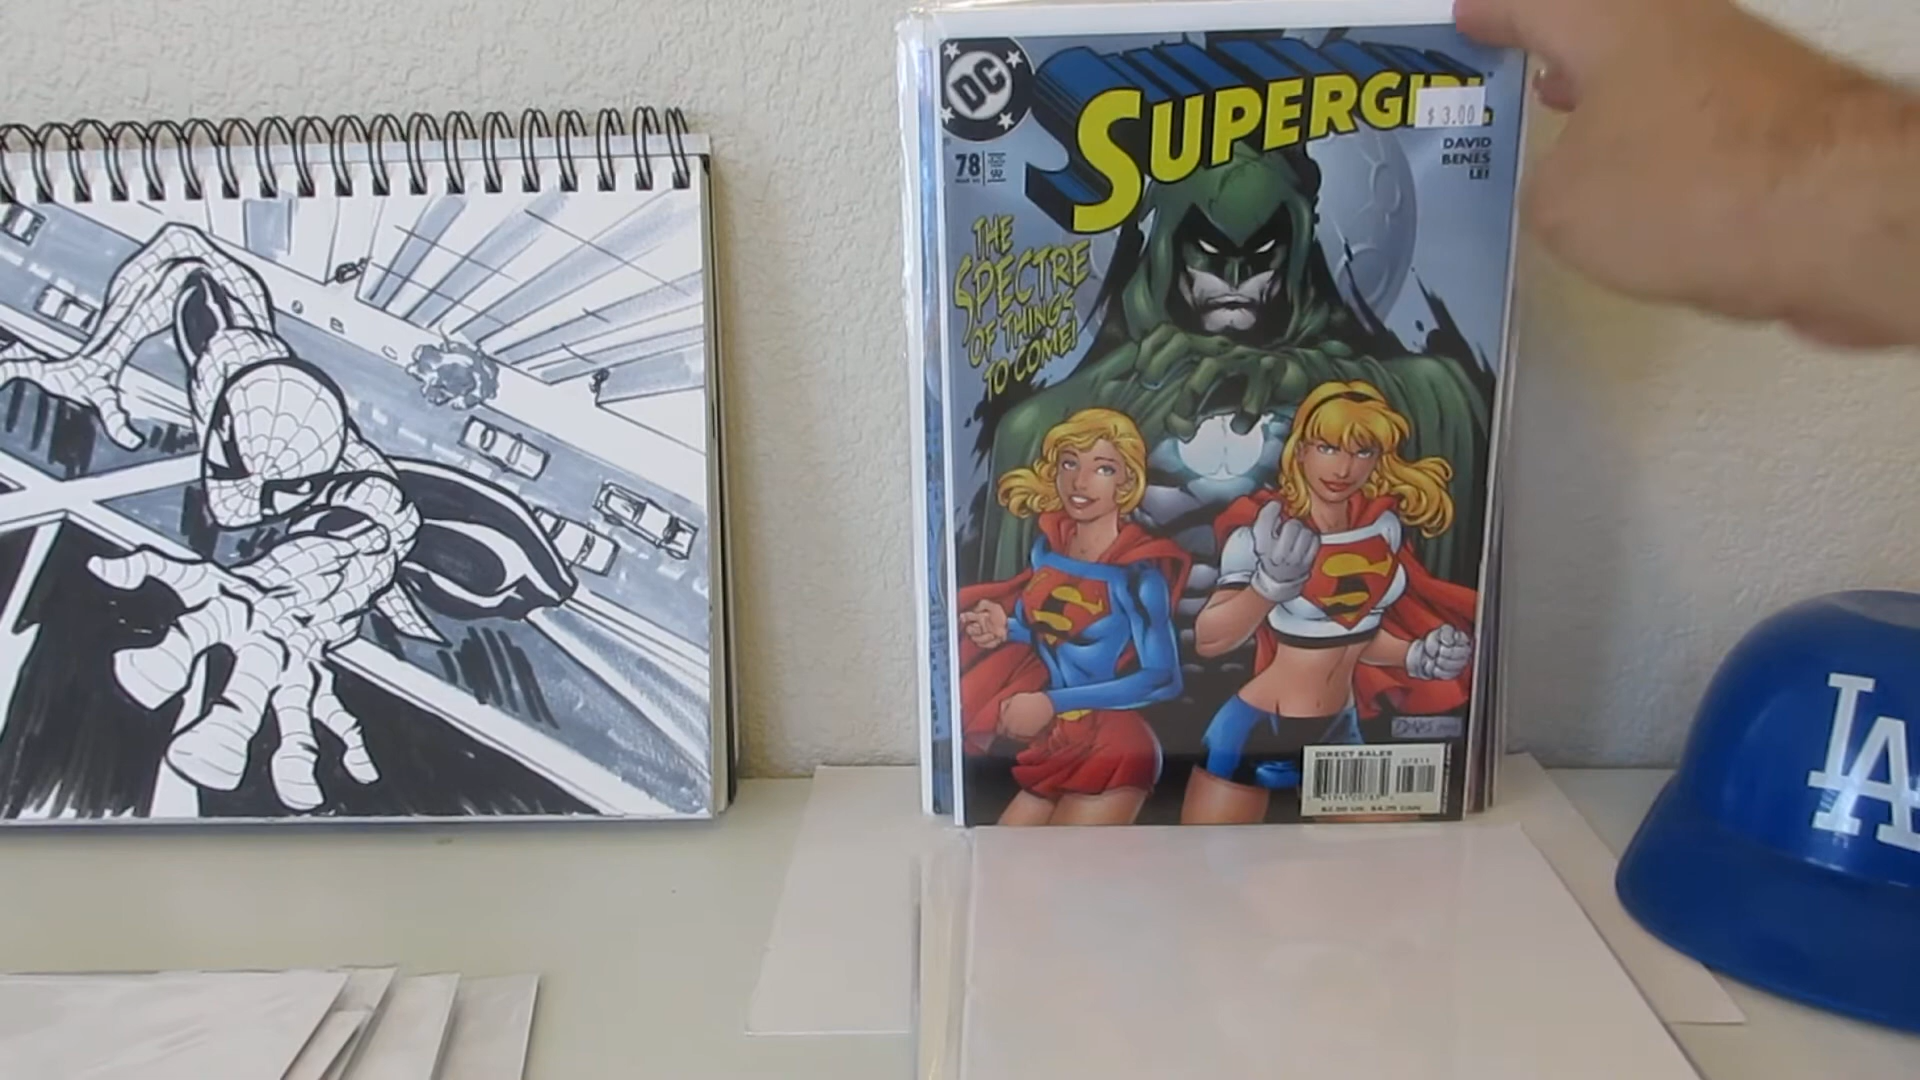 DC
SUPERGIRL
$ 3.00
DAVID
BENES
LEI
78
THE
SPECTRE
OF THINGS
TO COME!
DIRECT SALES
LA